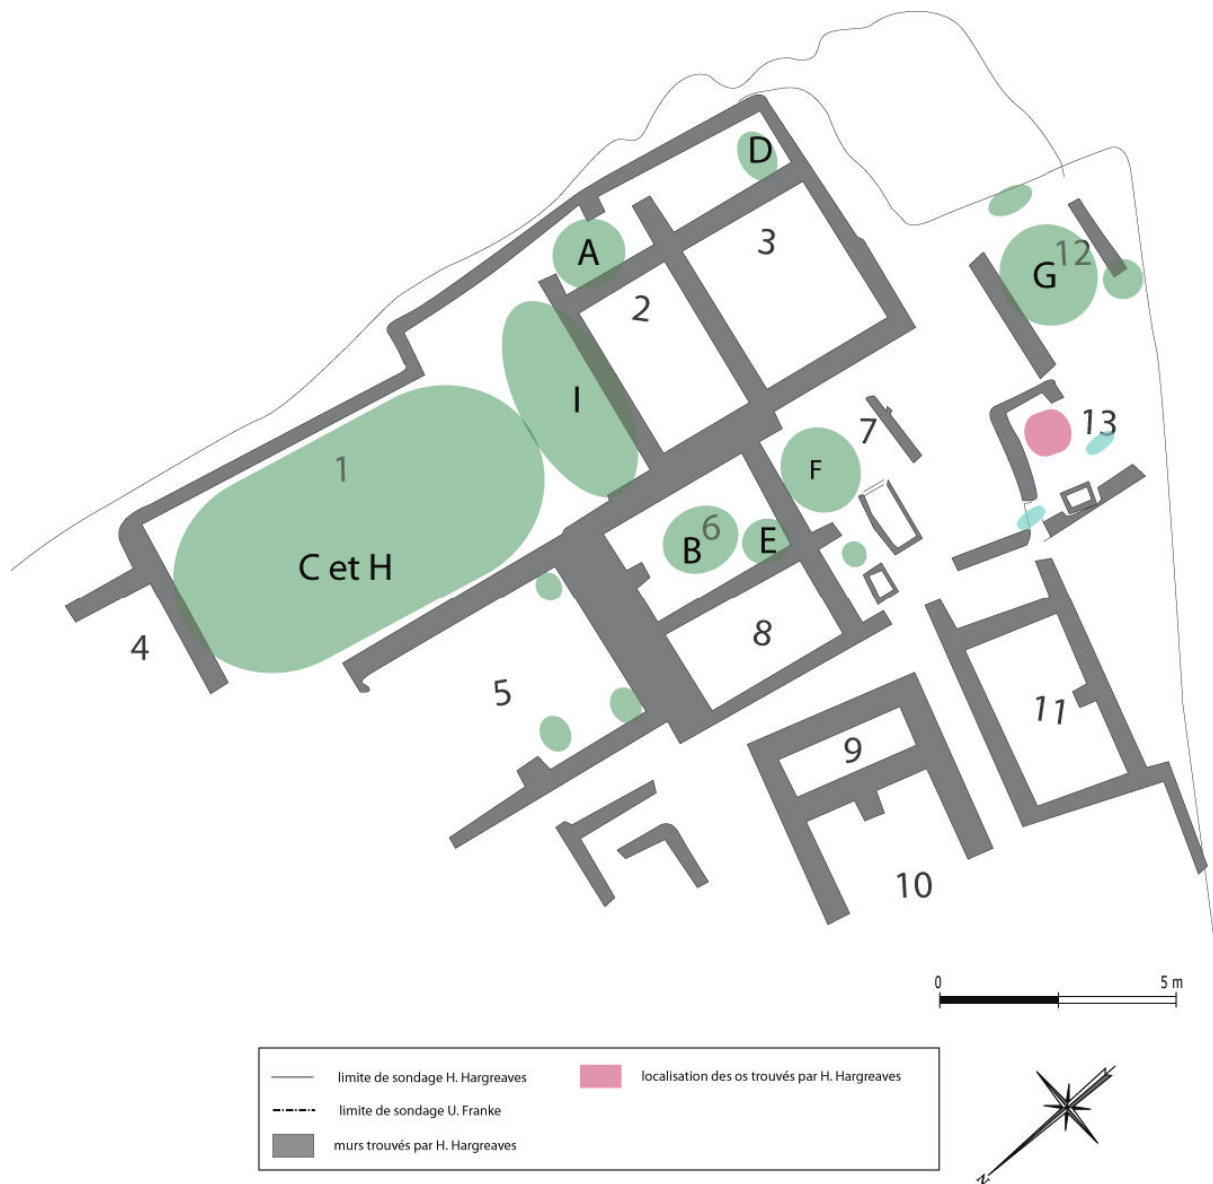 D
3
A
2
12
G
I
1
7
13
F
6
B
E
C et H
8
4
5
11
9
10
0
5 m
limite de sondage H. Hargreaves
localisation des os trouvés par H. Hargreaves
limite de sondage U. Franke
murs trouvés par H. Hargreaves
N